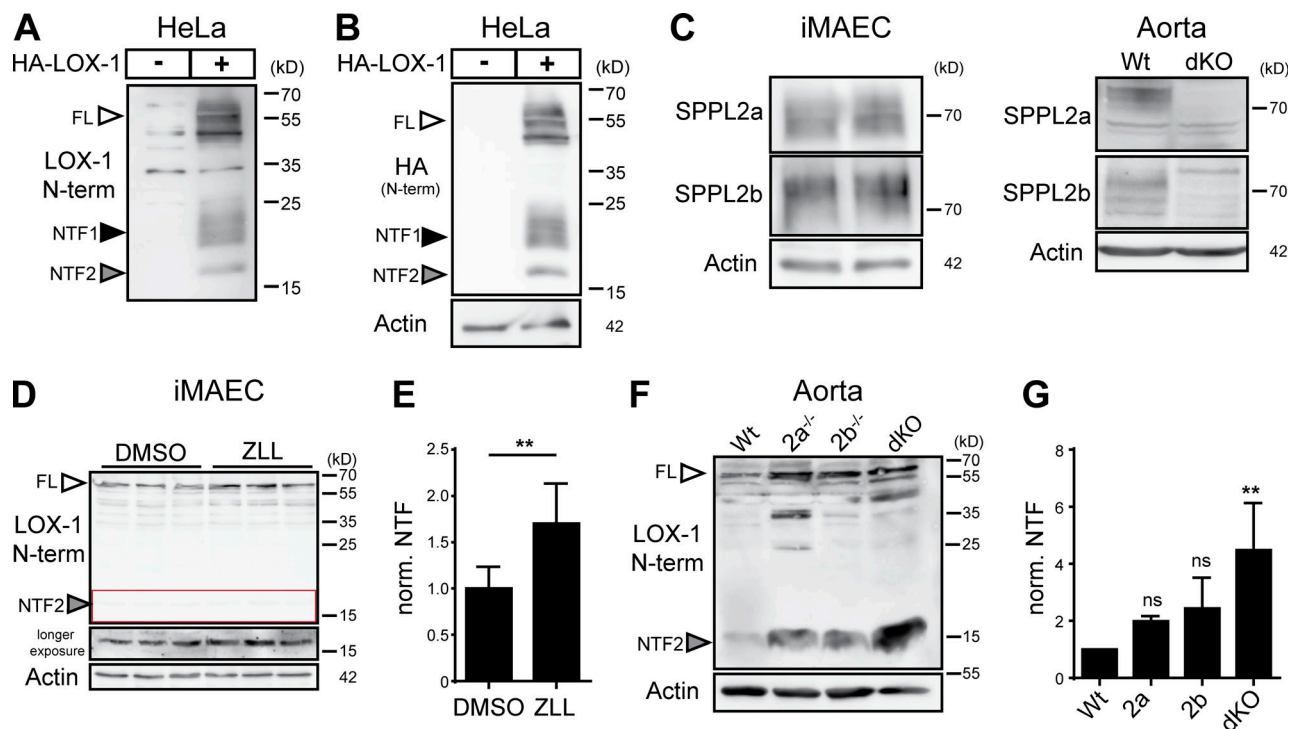 A
HeLa
HA-LOX-1 - + (kD)
FL
LOX-1
N-term
NTF1
NTF2
70
55
35
25
15
B
HeLa
HA-LOX-1 - + (kD)
FL
HA
(N-term)
NTF1
NTF2
Actin
70
55
35
25
15
42
C
iMAEC
(kD)
SPPL2a
70
SPPL2b
70
Actin
42
Aorta
Wt dKO
(kD)
SPPL2a
70
SPPL2b
70
Actin
42
D
iMAEC
DMSO ZLL
(kD)
FL
LOX-1
N-term
NTF2
longer
exposure
Actin
70
55
35
25
15
15
42
E
norm. NTF
2.5
2.0
1.5
1.0
0.5
0
**
DMSO ZLL
F
Aorta
Wt 2a-/- 2b-/- dKO
(kD)
FL
LOX-1
N-term
NTF2
Actin
70
55
35
25
15
55
G
norm. NTF
8
6
4
2
0
ns
ns
**
Wt 2a 2b dKO